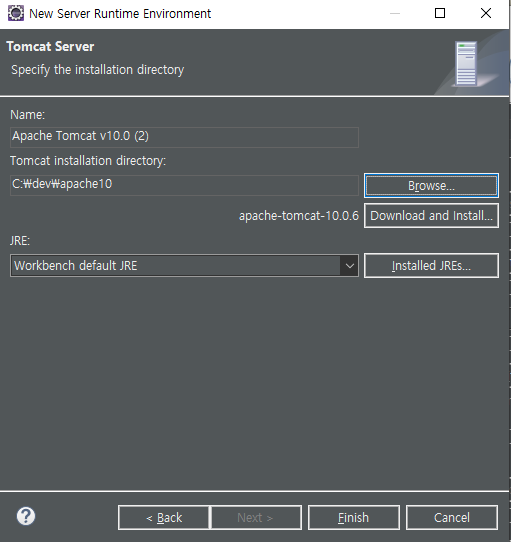 New Server Runtime Environment
Tomcat Server
Specify the installation directory
Name:
Apache Tomcat v10.0 (2)
Tomcat installation directory:
C:₩dev₩apache10
Browse...
apache-tomcat-10.0.6
Download and Install...
JRE:
Workbench default JRE
Installed JREs...
?
< Back
Next >
Finish
Cancel